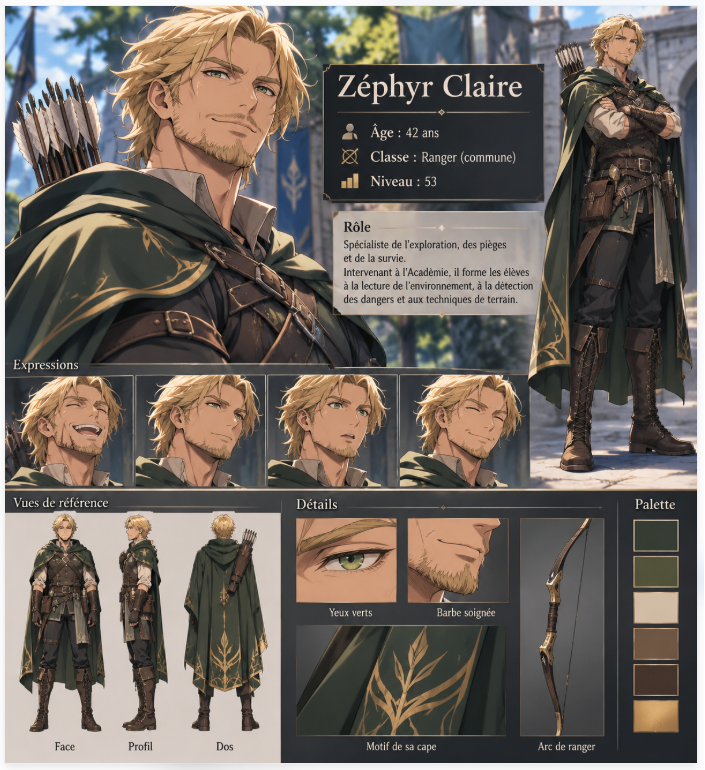 Zéphyr Claire
Âge : 42 ans
Classe : Ranger (commune)
Niveau : 53
Rôle
Spécialiste de l'exploration, des pièges
et de la survie.
Intervenant à l'Académie, il forme les élèves
à la lecture de l'environnement, à la détection
des dangers et aux techniques de terrain.
Expressions
Vues de référence
Face
Profil
Dos
Détails
Yeux verts
Barbe soignée
Motif de sa cape
Arc de ranger
Palette